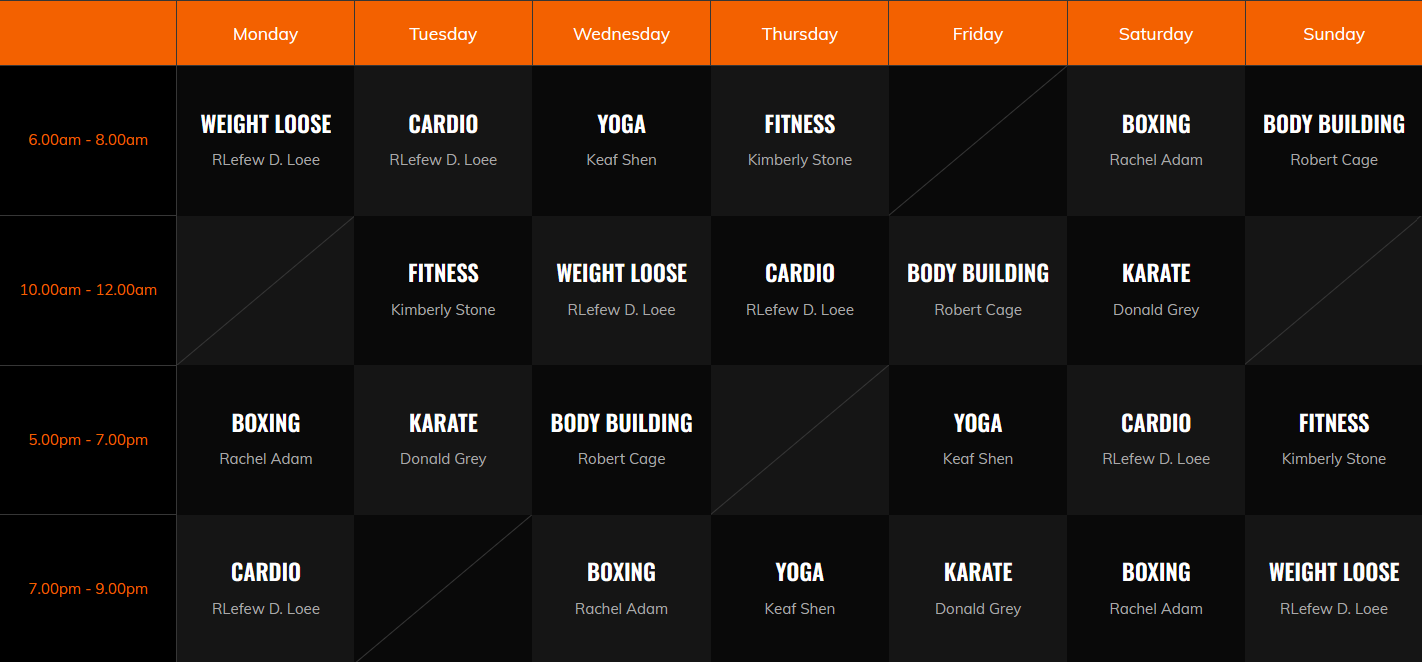 Monday Tuesday Wednesday Thursday Friday Saturday Sunday
6.00am - 8.00am
WEIGHT LOOSE CARDIO YOGA FITNESS BOXING BODY BUILDING
RLefew D. Loee RLefew D. Loee Keaf Shen Kimberly Stone Rachel Adam Robert Cage
10.00am - 12.00am
FITNESS WEIGHT LOOSE CARDIO BODY BUILDING KARATE
Kimberly Stone RLefew D. Loee RLefew D. Loee Robert Cage Donald Grey
5.00pm - 7.00pm
BOXING KARATE BODY BUILDING YOGA CARDIO FITNESS
Rachel Adam Donald Grey Robert Cage Keaf Shen RLefew D. Loee Kimberly Stone
7.00pm - 9.00pm
CARDIO BOXING YOGA KARATE BOXING WEIGHT LOOSE
RLefew D. Loee Rachel Adam Keaf Shen Donald Grey Rachel Adam RLefew D. Loee